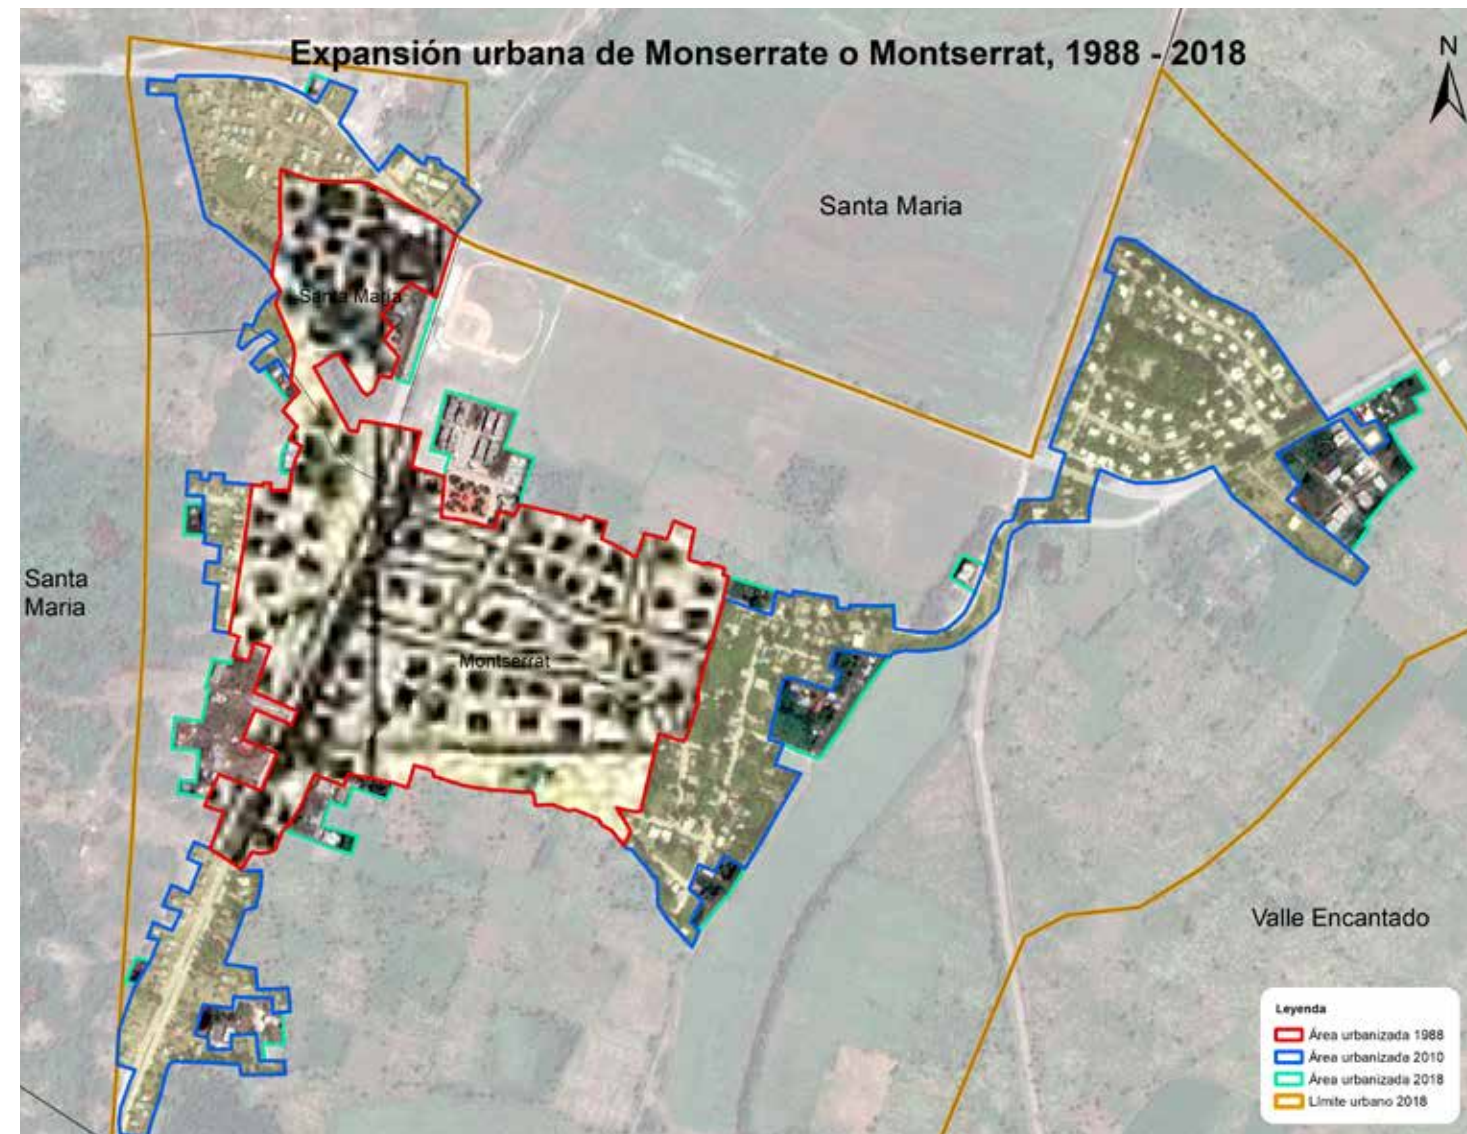 Expansión urbana de Monserrate o Montserrat, 1988 - 2018
N
Santa Maria
Santa Maria
Santa
Maria
Montserrat
Valle Encantado
Leyenda
Área urbanizada 1988
Área urbanizada 2010
Área urbanizada 2018
Límite urbano 2018